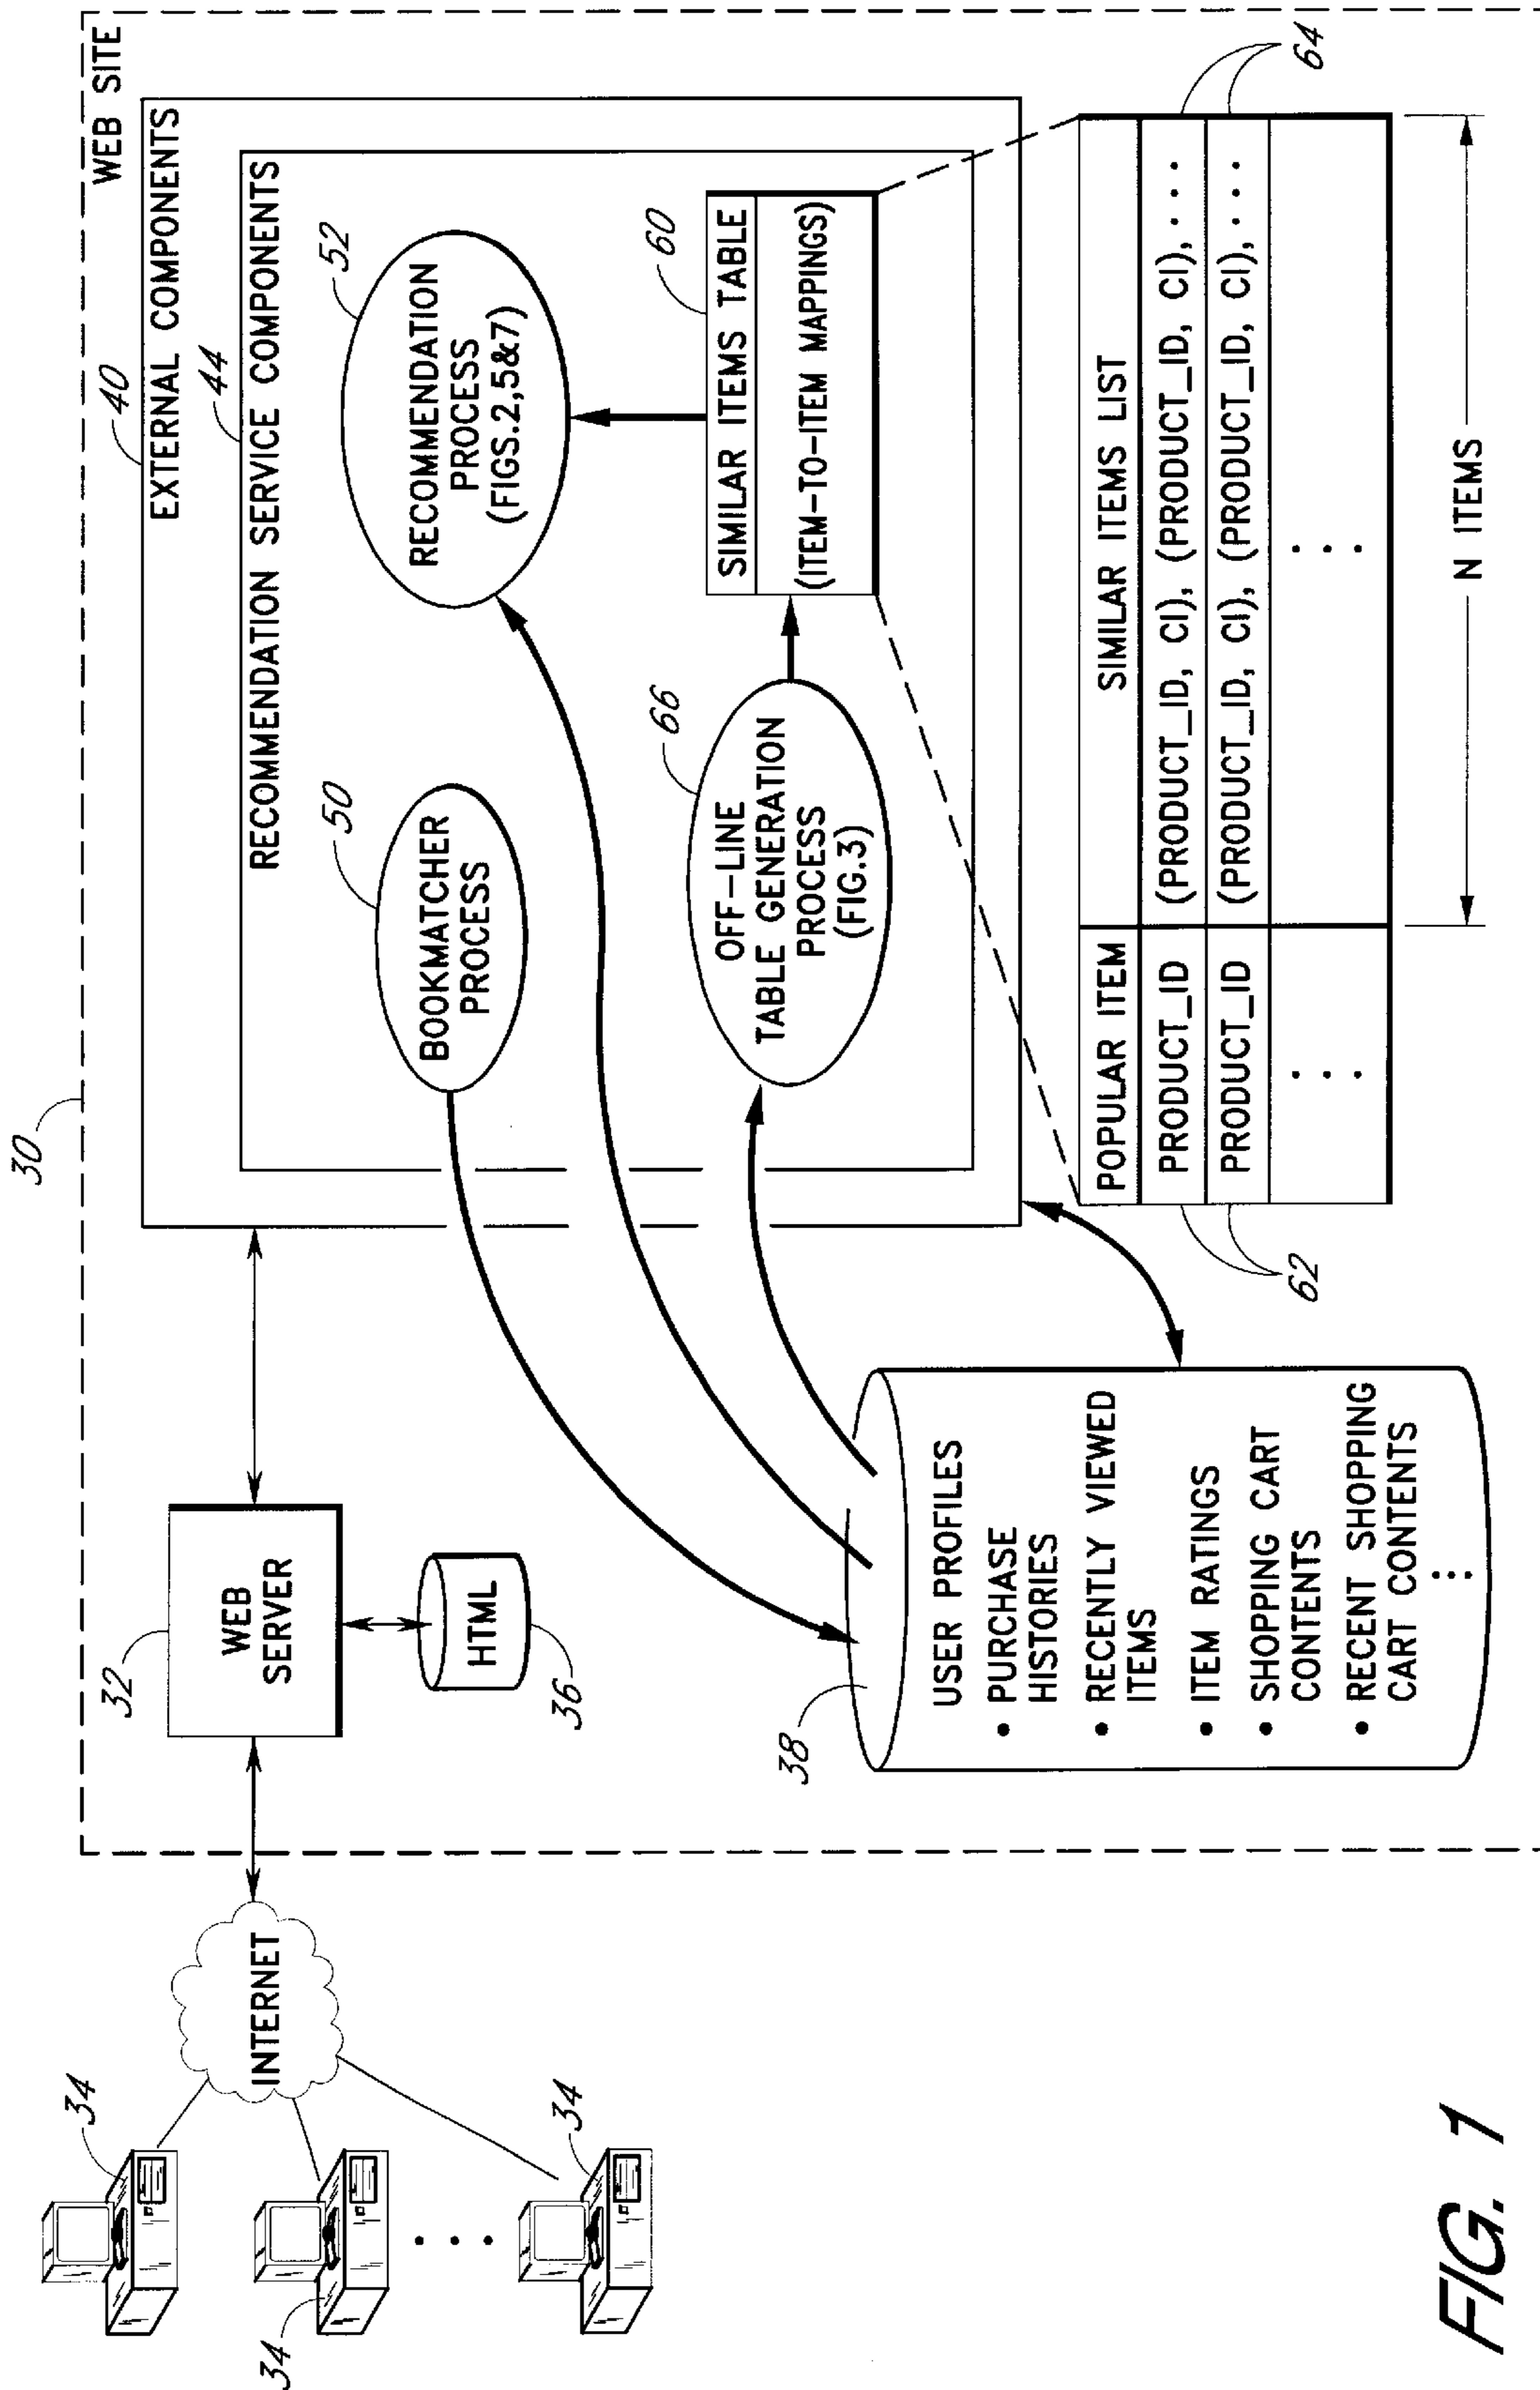 30
WEB SITE
40
EXTERNAL COMPONENTS
44
RECOMMENDATION SERVICE COMPONENTS
32
WEB
SERVER
HTML
36
INTERNET
34
34
34
50
BOOKMATCHER
PROCESS
52
RECOMMENDATION
PROCESS
(FIGS.2,5&7)
66
OFF-LINE
TABLE GENERATION
PROCESS
(FIG.3)
60
SIMILAR ITEMS TABLE
(ITEM-TO-ITEM MAPPINGS)
38
USER PROFILES
• PURCHASE
HISTORIES
• RECENTLY VIEWED
ITEMS
• ITEM RATINGS
• SHOPPING CART
CONTENTS
• RECENT SHOPPING
CART CONTENTS
POPULAR ITEM
SIMILAR ITEMS LIST
PRODUCT_ID
(PRODUCT_ID, CI), (PRODUCT_ID, CI), . . .
PRODUCT_ID
(PRODUCT_ID, CI), (PRODUCT_ID, CI), . . .
. . .
. . .
62
64
N ITEMS
FIG. 1